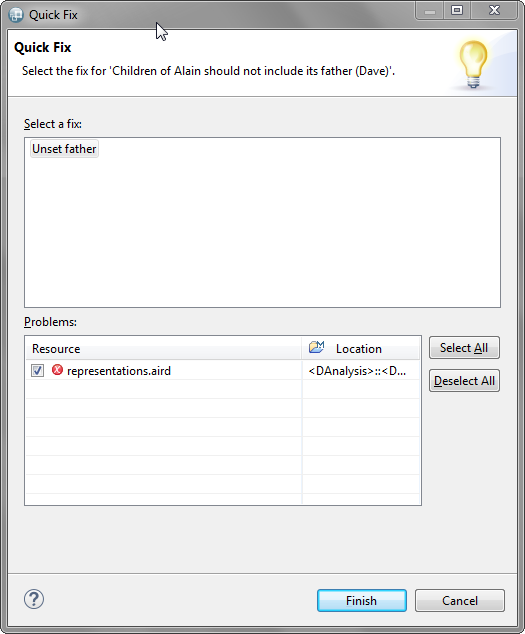 Quick Fix
Quick Fix
Select the fix for 'Children of Alain should not include its father (Dave)'.
Select a fix:
Unset father
Problems:
Resource Location
representations.aird <DAnalysis>::<D...
Select All
Deselect All
?
Finish Cancel